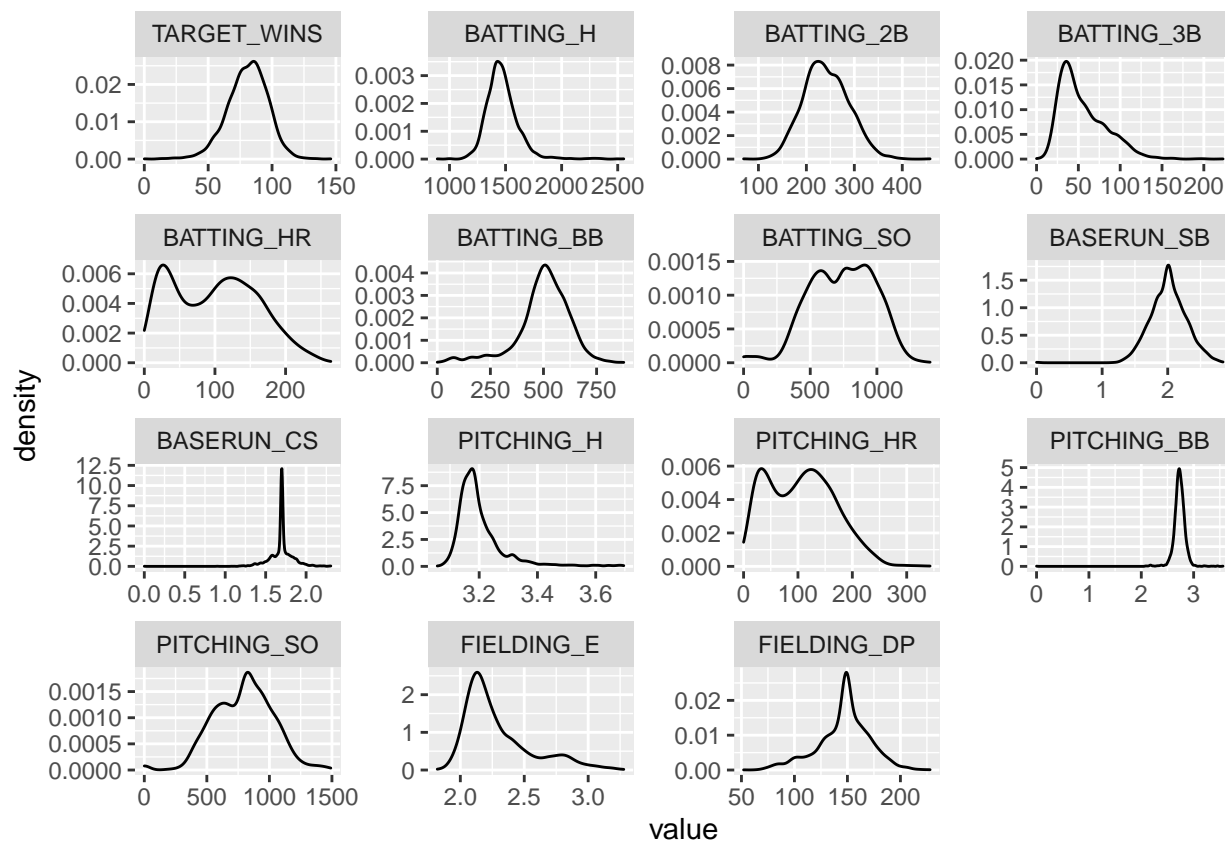 TARGET_WINS BATTING_H BATTING_2B BATTING_3B
0.02 0.003 0.008 0.020
0.01 0.002 0.006 0.015
0.00 0.001 0.004 0.010
0.000 0.002 0.005
0.000 0.000
0 50 100 150 1000 1500 2000 2500 100 200 300 400 0 50 100 150 200
BATTING_HR BATTING_BB BATTING_SO BASERUN_SB
0.006 0.004 0.0015 1.5
0.004 0.003 0.0010 1.0
0.002 0.002 0.0005 0.5
0.000 0.001 0.0000 0.0
0.000
0 100 200 0 250 500 750 0 500 1000 0 1 2
density
BASERUN_CS PITCHING_H PITCHING_HR PITCHING_BB
12.5 7.5 0.006 5
10.0 5.0 0.004 4
7.5 2.5 0.002 3
5.0 0.0 0.000 2
2.5 1
0.0 0
0.0 0.5 1.0 1.5 2.0 3.2 3.4 3.6 0 100 200 300 0 1 2 3
PITCHING_SO FIELDING_E FIELDING_DP
0.0015 2 0.02
0.0010 1 0.01
0.0005 0 0.00
0.0000
0 500 1000 1500 2.0 2.5 3.0 50 100 150 200
value